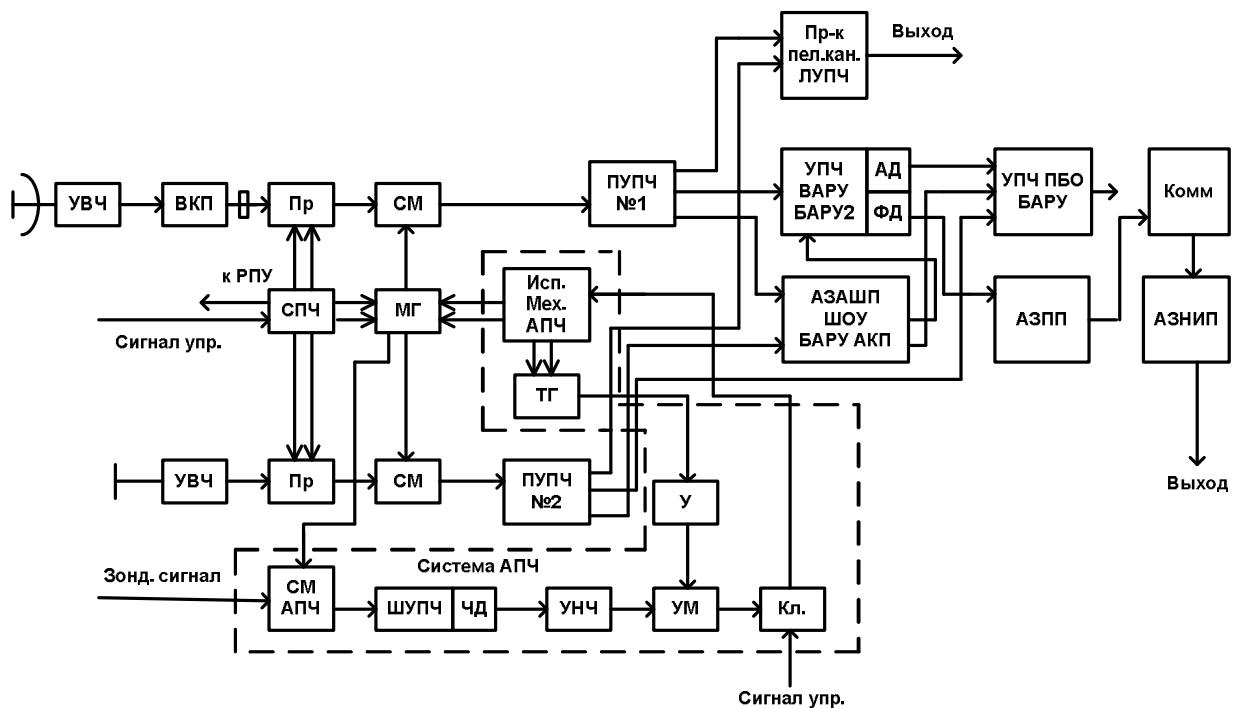 Пр-к
пел.кан.
ЛУПЧ
Выход
УВЧ
ВКП
Пр
СМ
ПУПЧ
№1
УПЧ
ВАРУ
БАРУ2
АД
ФД
УПЧ ПБО
БАРУ
Комм
к РПУ
СПЧ
МГ
Исп.
Мех.
АПЧ
АЗАШП
ШОУ
БАРУ АКП
АЗПП
АЗНИП
Сигнал упр.
ТГ
УВЧ
Пр
СМ
ПУПЧ
№2
У
Выход
Система АПЧ
Зонд. сигнал
СМ
АПЧ
ШУПЧ
ЧД
УНЧ
УМ
Кл.
Сигнал упр.